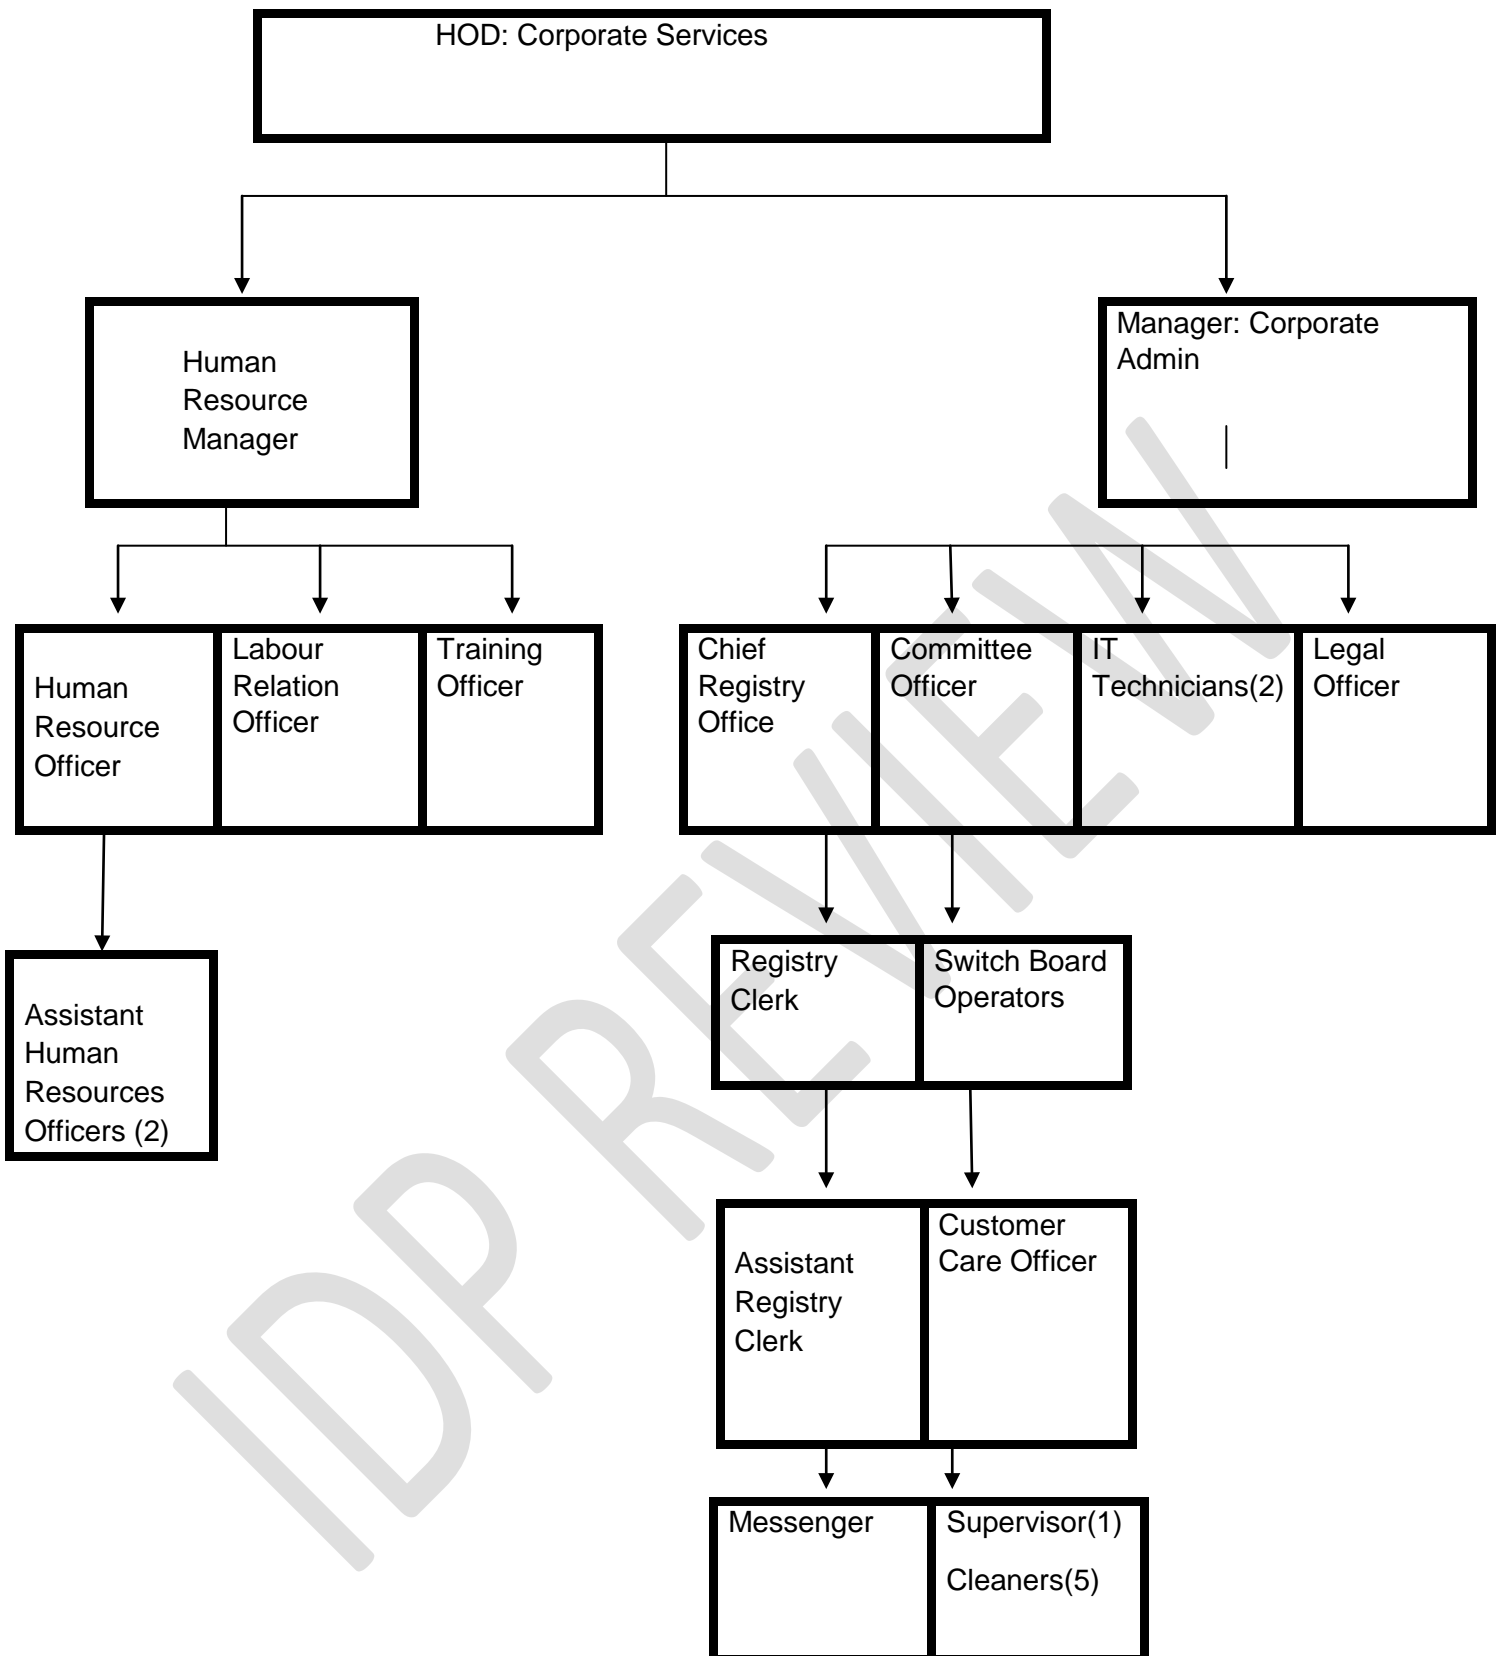 HOD: Corporate Services
Human
Resource
Manager
Manager: Corporate
Admin
Human
Resource
Officer
Labour
Relation
Officer
Training
Officer
Chief
Registry
Office
Committee
Officer
IT
Technicians(2)
Legal
Officer
Assistant
Human
Resources
Officers (2)
Registry
Clerk
Switch Board
Operators
Assistant
Registry
Clerk
Customer
Care Officer
Messenger
Supervisor(1)
Cleaners(5)
IDP REVIEW